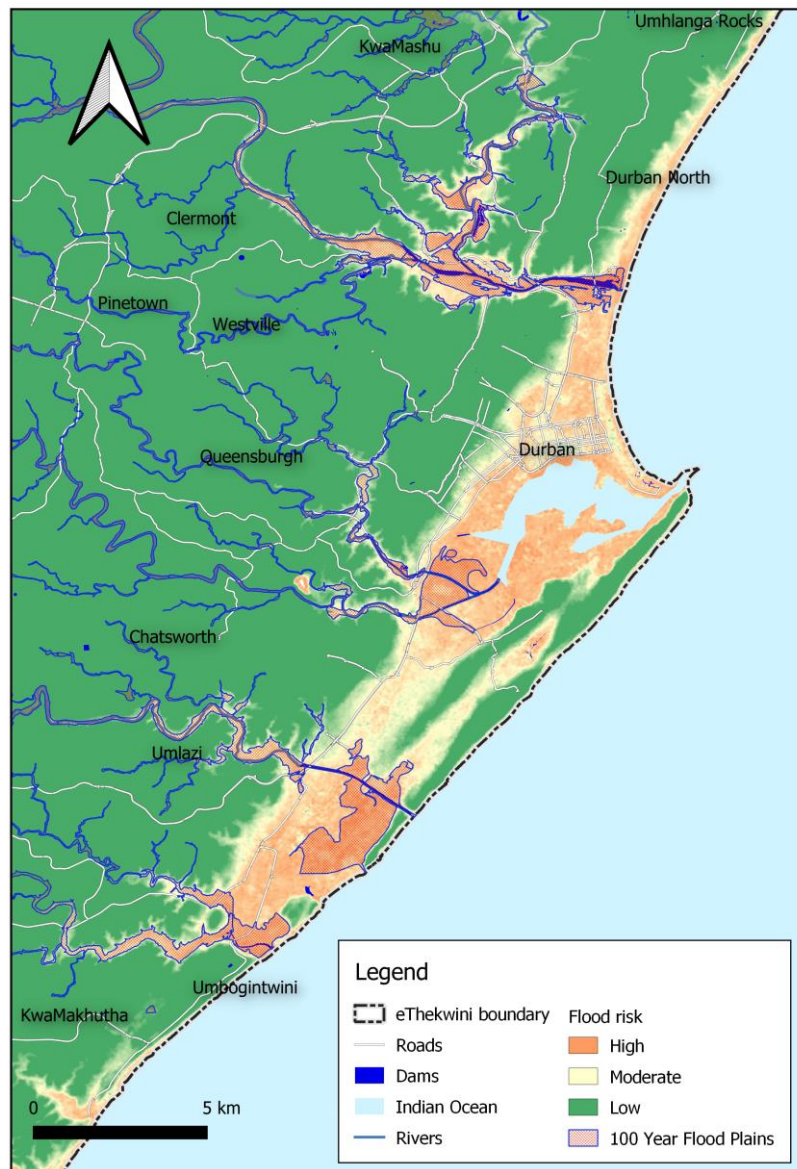 Umhlanga Rocks
KwaMashu
Durban North
Clermont
Pinetown
Westville
Queensburgh
Durban
Chatsworth
Umlazi
Umbogintwini
KwaMakhutha
0 5 km
Legend
eThekwini boundary
Roads
Dams
Indian Ocean
Rivers
Flood risk
High
Moderate
Low
100 Year Flood Plains